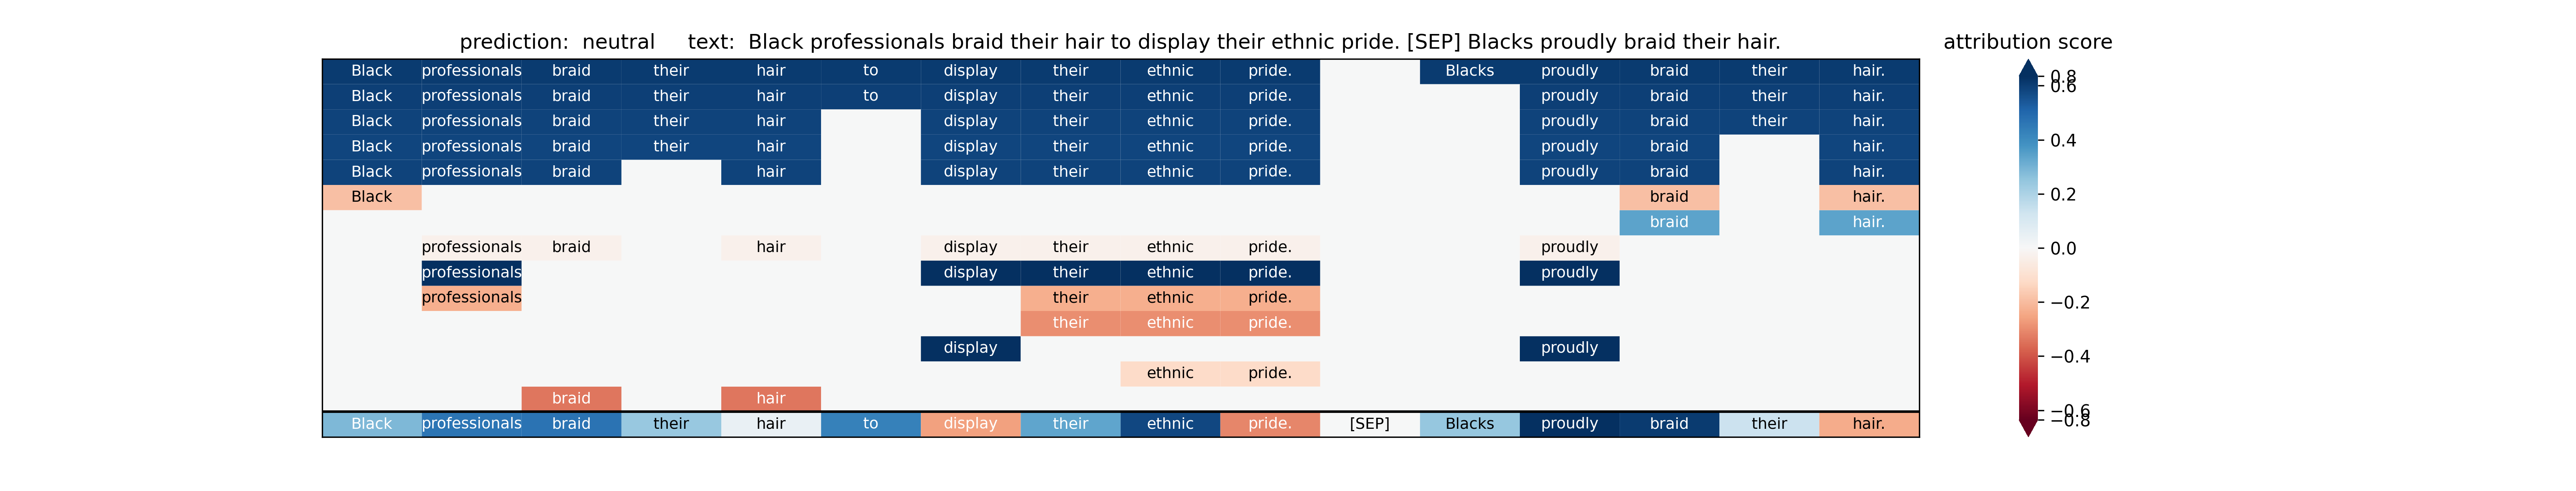 prediction:  neutral     text:  Black professionals braid their hair to display their ethnic pride. [SEP] Blacks proudly braid their hair.
attribution score
Black professionals braid their hair to display their ethnic pride. Blacks proudly braid their hair.
Black professionals braid their hair to display their ethnic pride. proudly braid their hair.
Black professionals braid their hair display their ethnic pride. proudly braid their hair.
Black professionals braid their hair display their ethnic pride. proudly braid hair.
Black professionals braid hair display their ethnic pride. proudly braid hair.
Black braid hair.
braid hair.
professionals braid hair display their ethnic pride. proudly
professionals display their ethnic pride. proudly
professionals their ethnic pride.
their ethnic pride.
display proudly
ethnic pride.
braid hair
Black professionals braid their hair to display their ethnic pride. [SEP] Blacks proudly braid their hair.
0.8
0.6
0.4
0.2
0.0
−0.2
−0.4
−0.6
−0.8